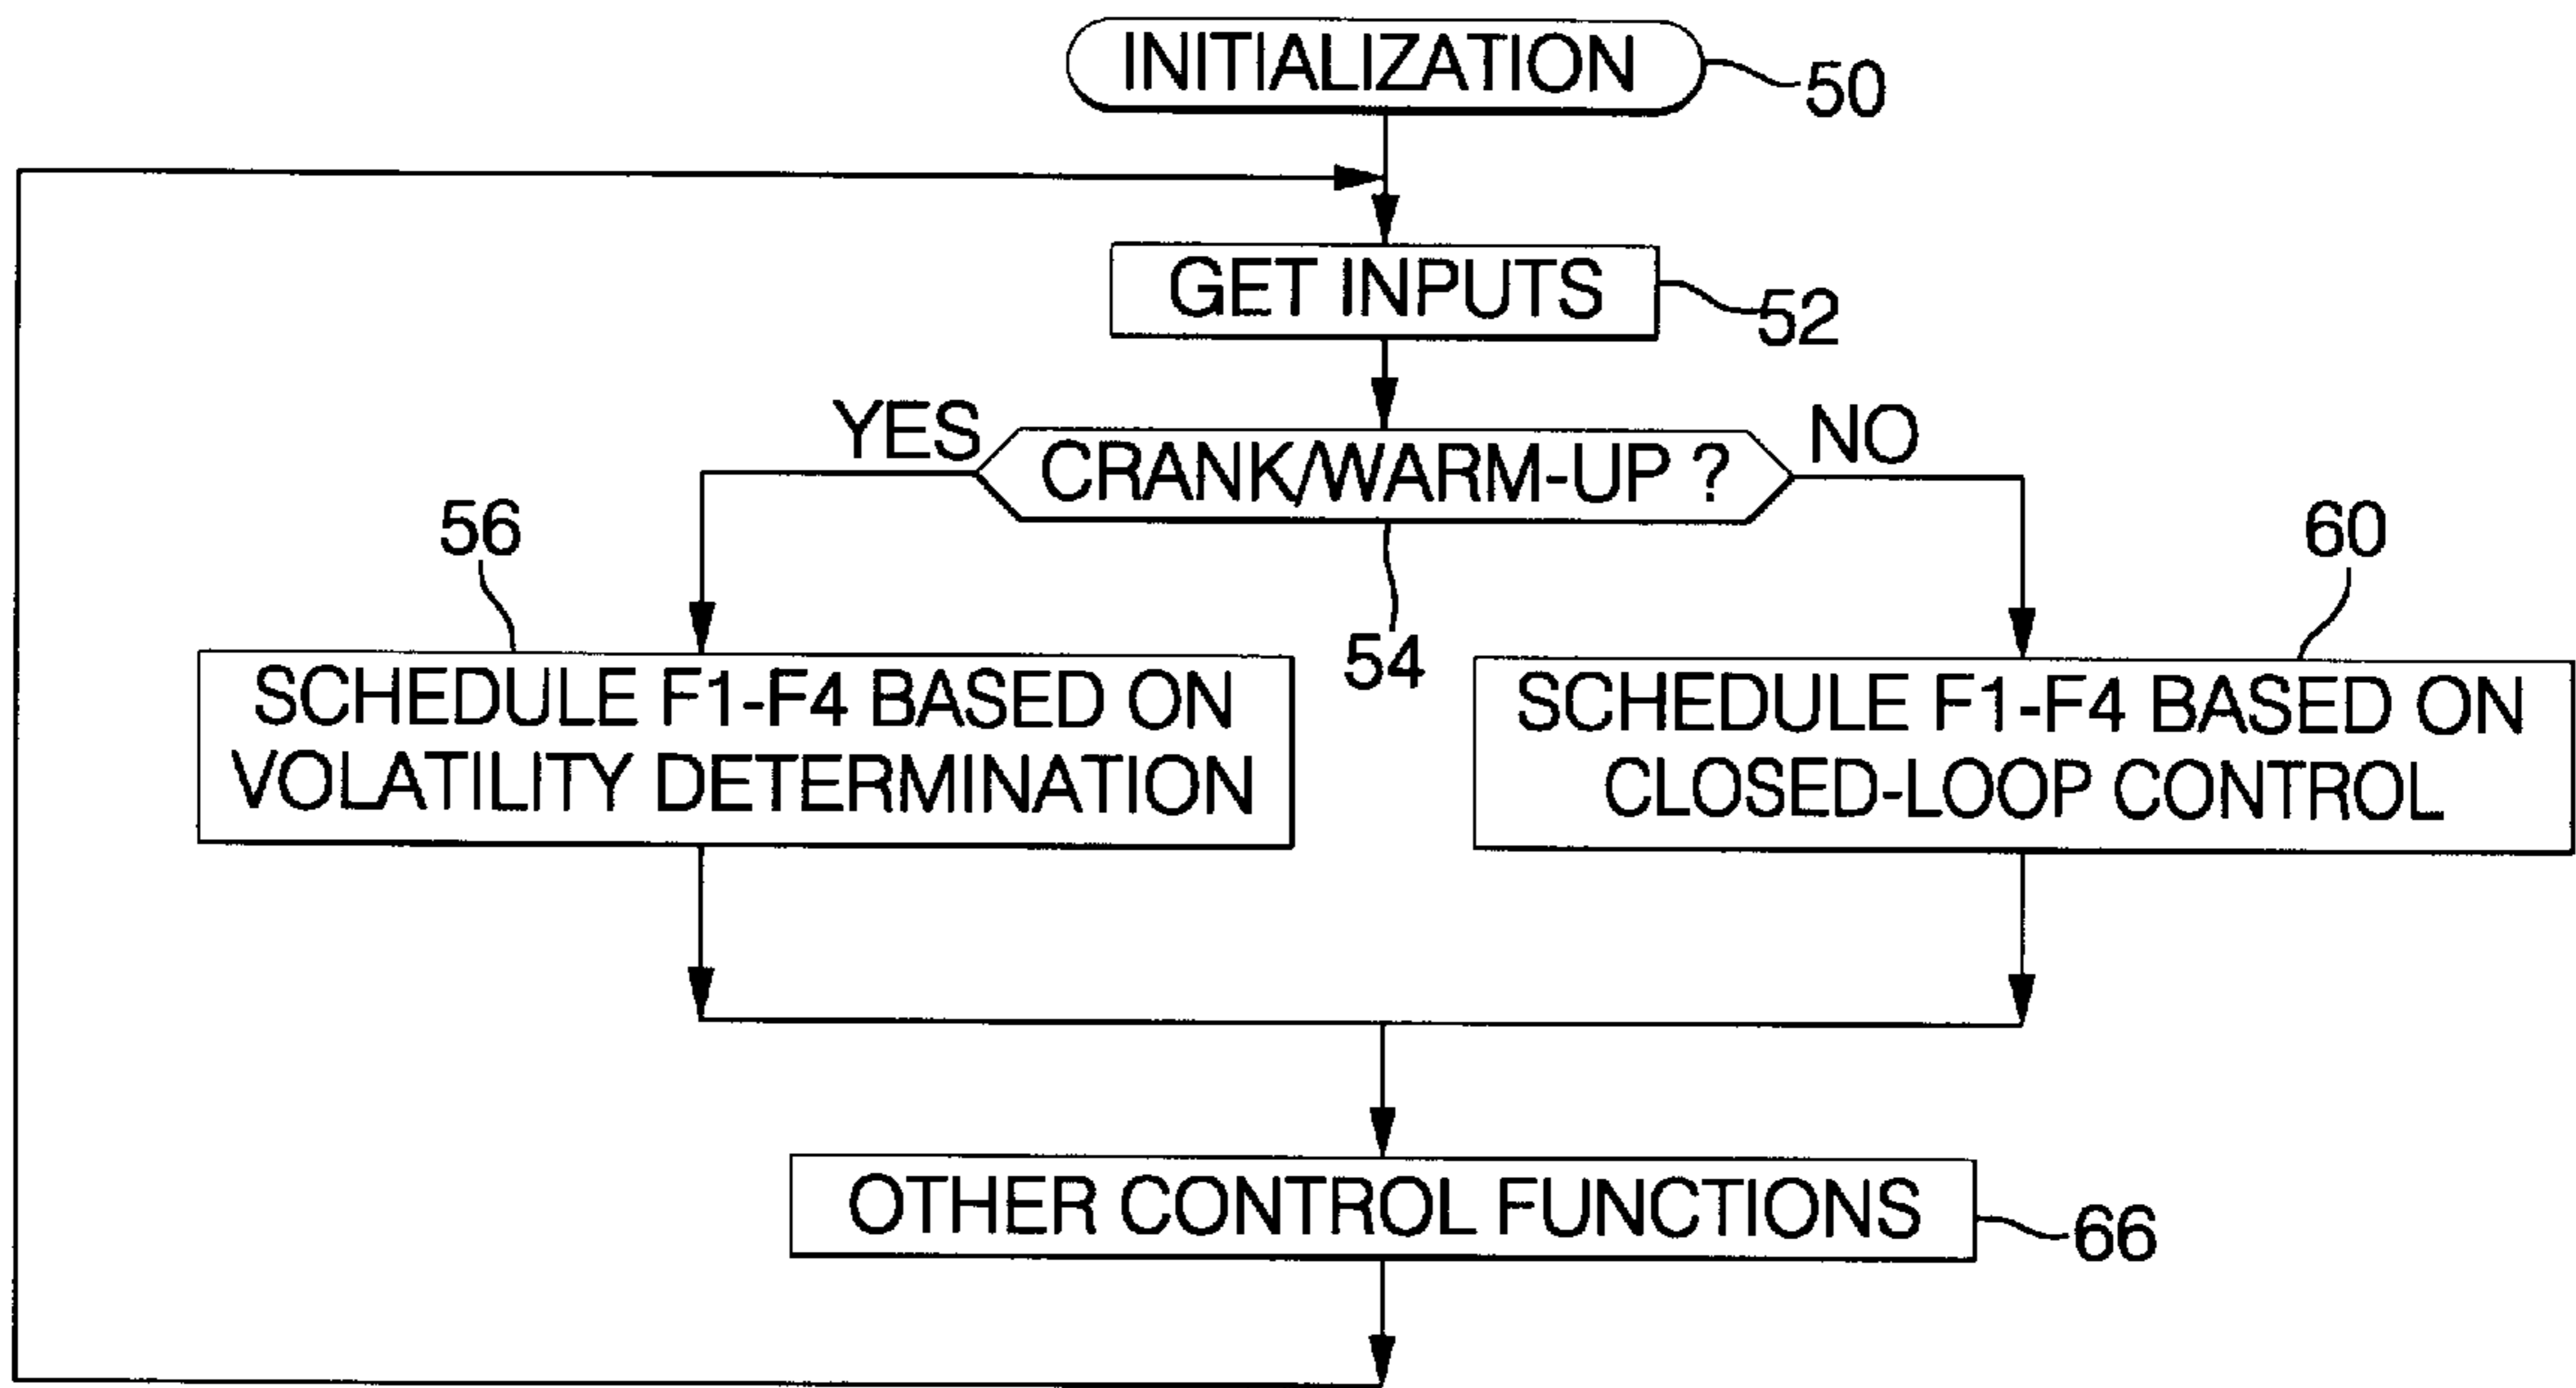 INITIALIZATION
50
GET INPUTS
52
YES
CRANK/WARM-UP ?
NO
54
56
SCHEDULE F1-F4 BASED ON
VOLATILITY DETERMINATION
60
SCHEDULE F1-F4 BASED ON
CLOSED-LOOP CONTROL
OTHER CONTROL FUNCTIONS
66